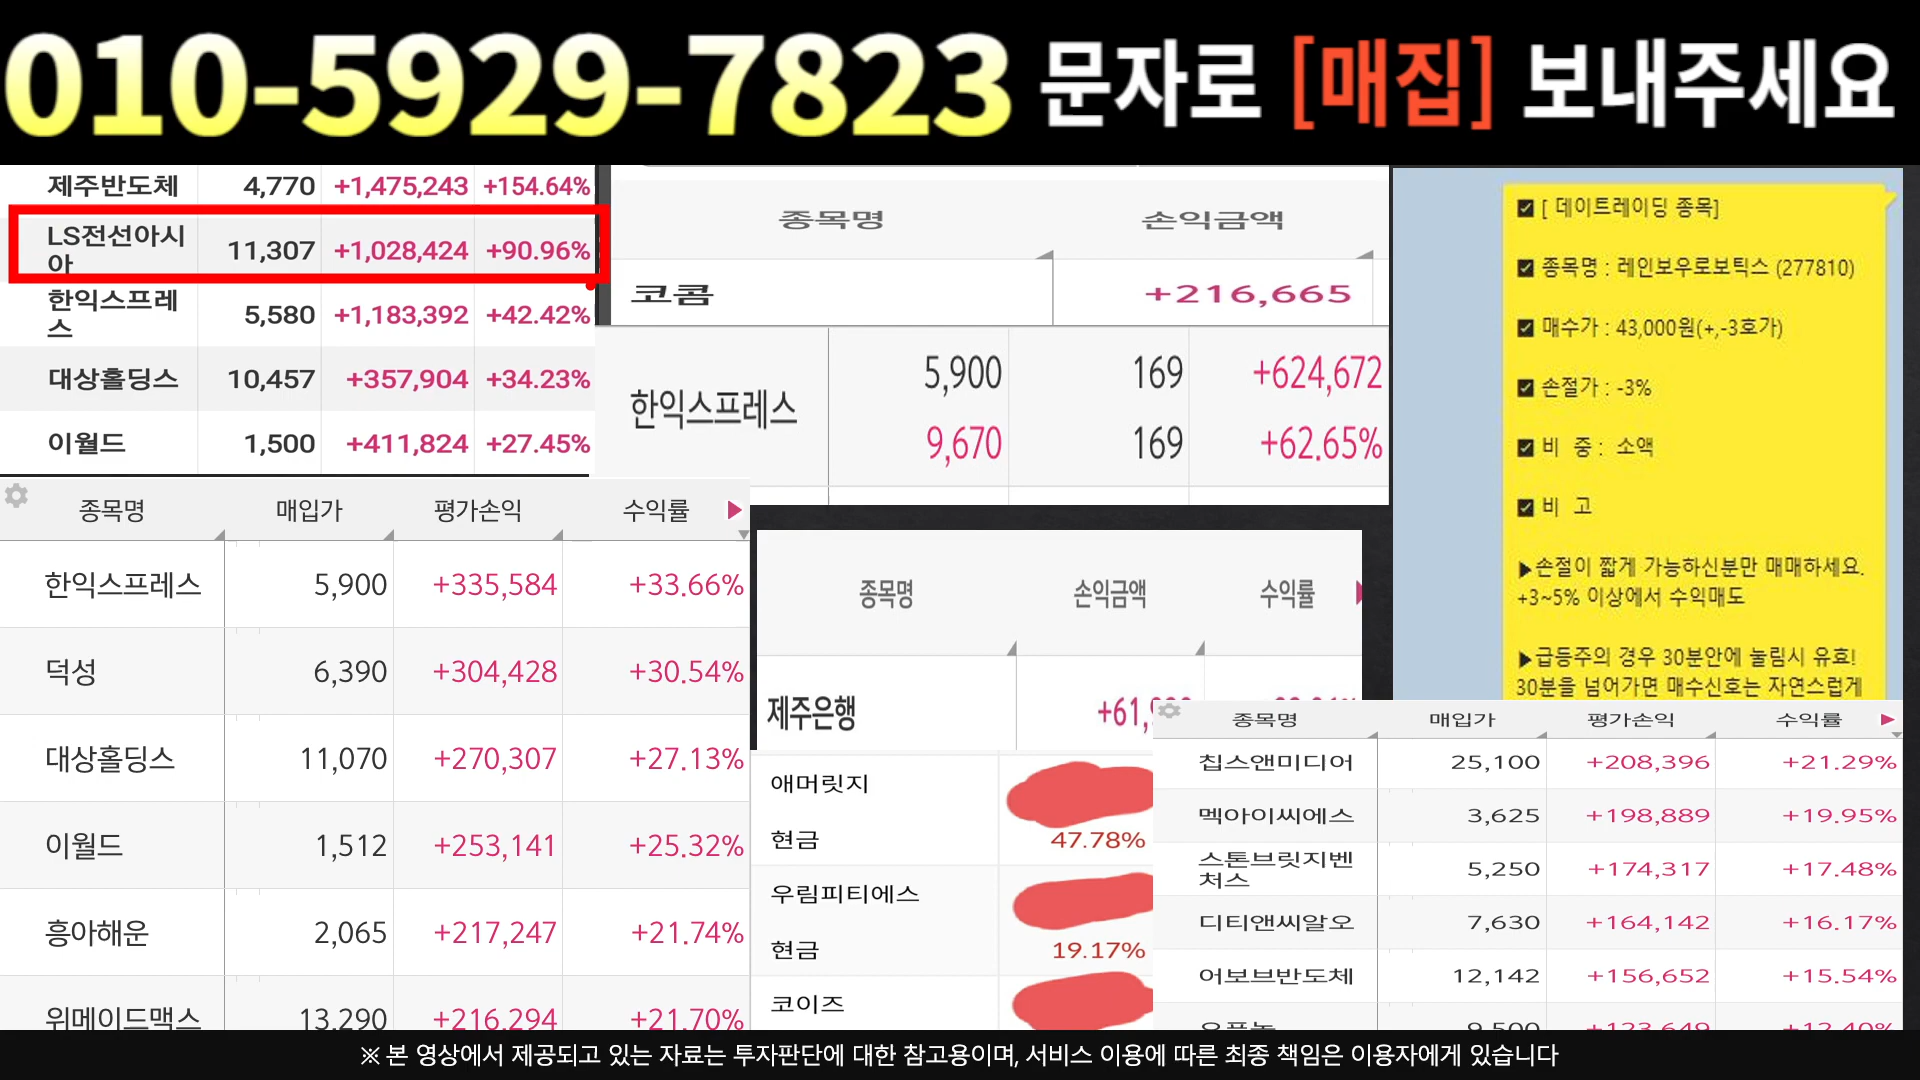 010-5929-7823 문자로 [매집] 보내주세요
제주반도체 4,770 +1,475,243 +154.64%
LS전선아시
아 11,307 +1,028,424 +90.96%
한익스프레
스 5,580 +1,183,392 +42.42%
대상홀딩스 10,457 +357,904 +34.23%
이월드 1,500 +411,824 +27.45%
종목명 손익금액
코콤 +216,665
한익스프레스
5,900 169 +624,672
9,670 169 +62.65%
[ 데이트레이딩 종목]
종목명 : 레인보우로보틱스 (277810)
매수가 : 43,000원(+,-3호가)
손절가 : -3%
비 중 : 소액
비 고
▶손절이 짧게 가능하신분만 매매하세요.
+3~5% 이상에서 수익매도
▶급등주의 경우 30분안에 눌림시 유효!
30분을 넘어가면 매수신호는 자연스럽게
종목명 매입가 평가손익 수익률
한익스프레스 5,900 +335,584 +33.66%
덕성 6,390 +304,428 +30.54%
대상홀딩스 11,070 +270,307 +27.13%
이월드 1,512 +253,141 +25.32%
흥아해운 2,065 +217,247 +21.74%
위메이드맥스 13,290 +216,294 +21.70%
종목명 손익금액 수익률
제주은행
애머릿지
현금 47.78%
우림피티에스
현금 19.17%
코이즈
종목명 매입가 평가손익 수익률
칩스앤미디어 25,100 +208,396 +21.29%
멕아이씨에스 3,625 +198,889 +19.95%
스톤브릿지벤
처스 5,250 +174,317 +17.48%
디티앤씨알오 7,630 +164,142 +16.17%
어보브반도체 12,142 +156,652 +15.54%
※ 본 영상에서 제공되고 있는 자료는 투자판단에 대한 참고용이며, 서비스 이용에 따른 최종 책임은 이용자에게 있습니다